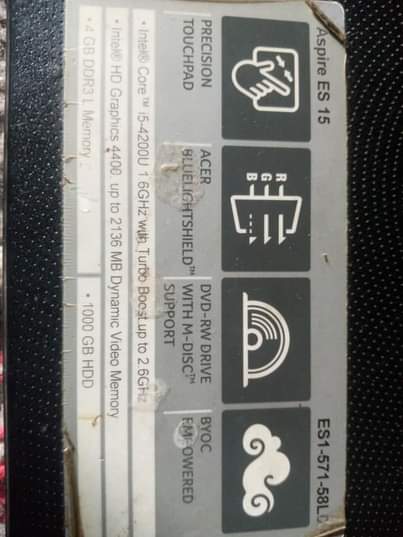 Aspire ES 15
ES1-571-58L
PRECISION
TOUCHPAD
R
G
B
ACER
BLUELIGHTSHIELD™
DVD-RW DRIVE
WITH M-DISC™
SUPPORT
BYOC
EMPOWERED
• Intel® Core™ i5-4200U 1.6GHz with Turbo Boost up to 2.6GHz
• Intel® HD Graphics 4400, up to 2136 MB Dynamic Video Memory
• 4 GB DDR3 L Memory
• 1000 GB HDD